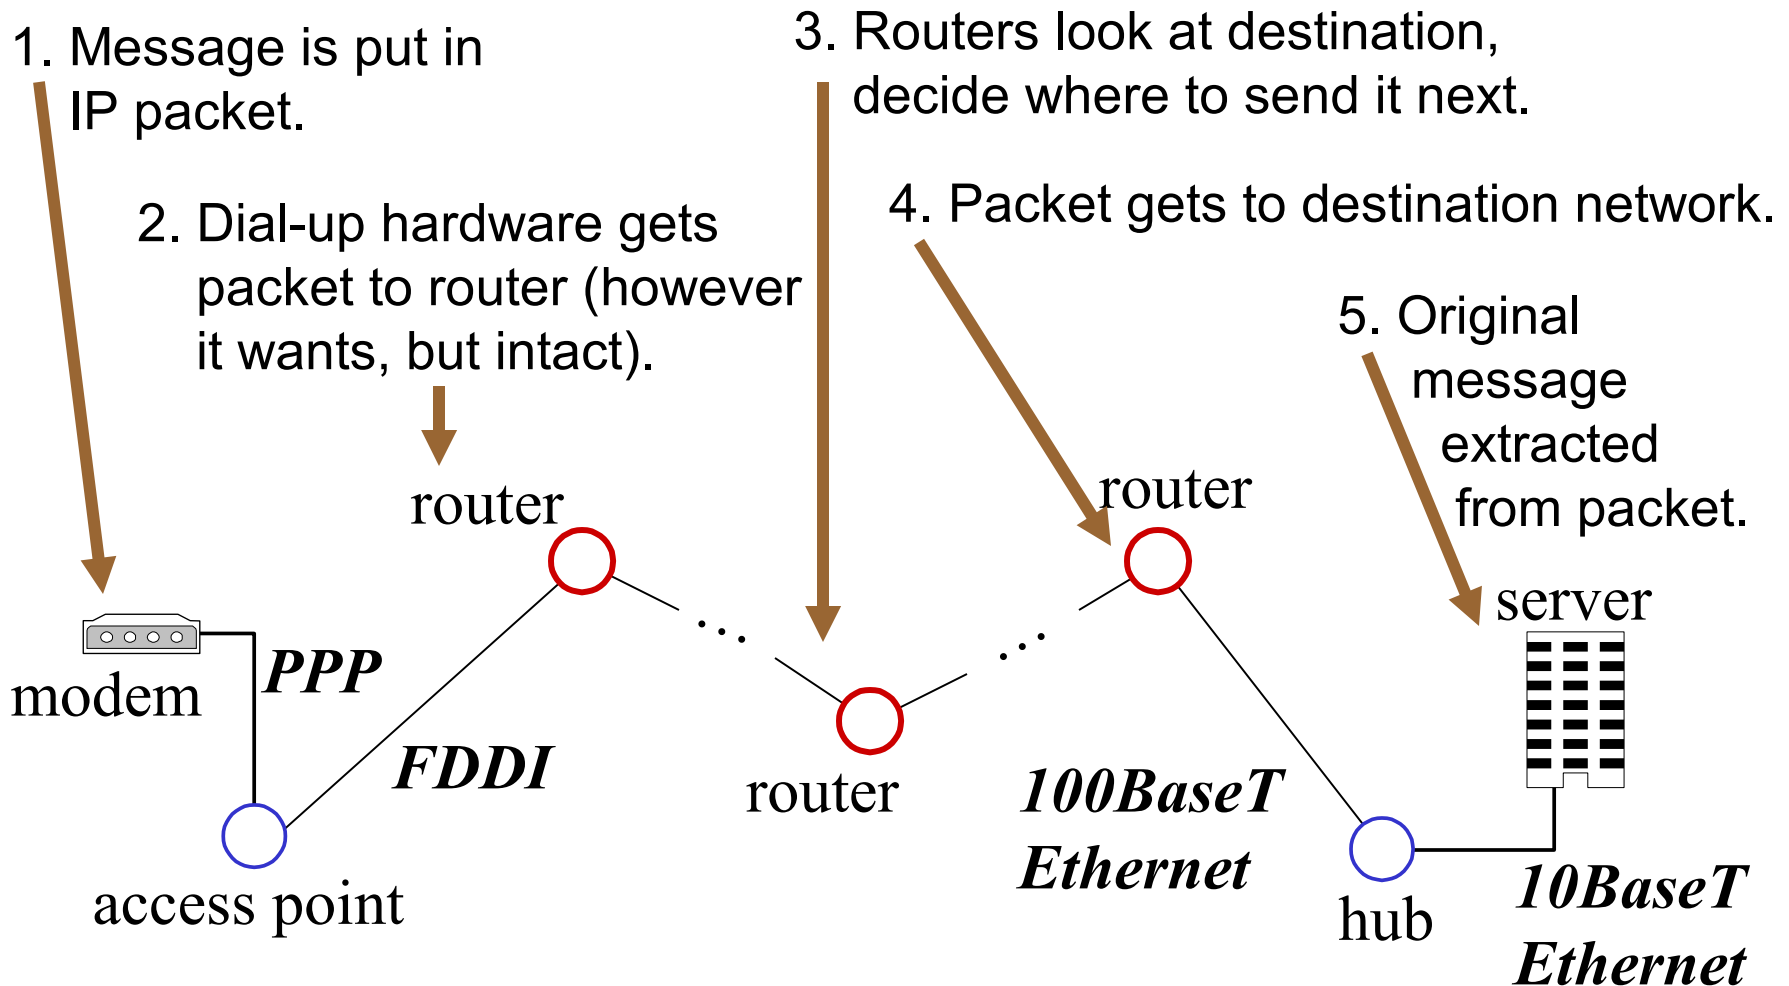 1. Message is put in
IP packet.
2. Dial-up hardware gets
packet to router (however
it wants, but intact).
3. Routers look at destination,
decide where to send it next.
4. Packet gets to destination network.
5. Original
message
extracted
from packet.
router
router
server
modem
PPP
FDDI
router
100BaseT
Ethernet
access point
hub
10BaseT
Ethernet